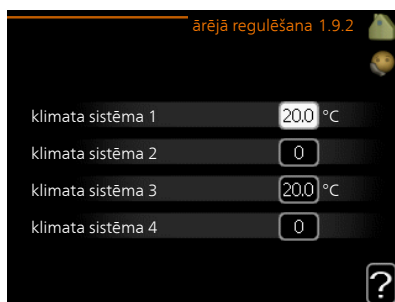 ārējā regulēšana 1.9.2
klimata sistēma 1 20.0 °C
klimata sistēma 2 0
klimata sistēma 3 20.0 °C
klimata sistēma 4 0
?